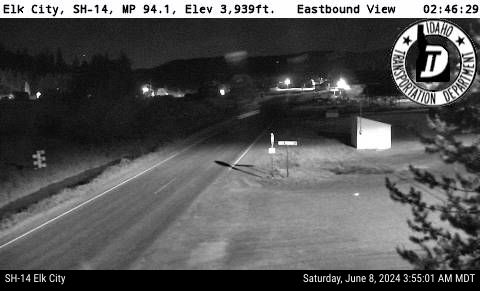 Elk City, SH-14, MP 94.1, Elev 3,939ft. Eastbound View 02:46:29
IDAHO
TRANSPORTATION DEPARTMENT
SH-14 Elk City Saturday, June 8, 2024 3:55:01 AM MDT